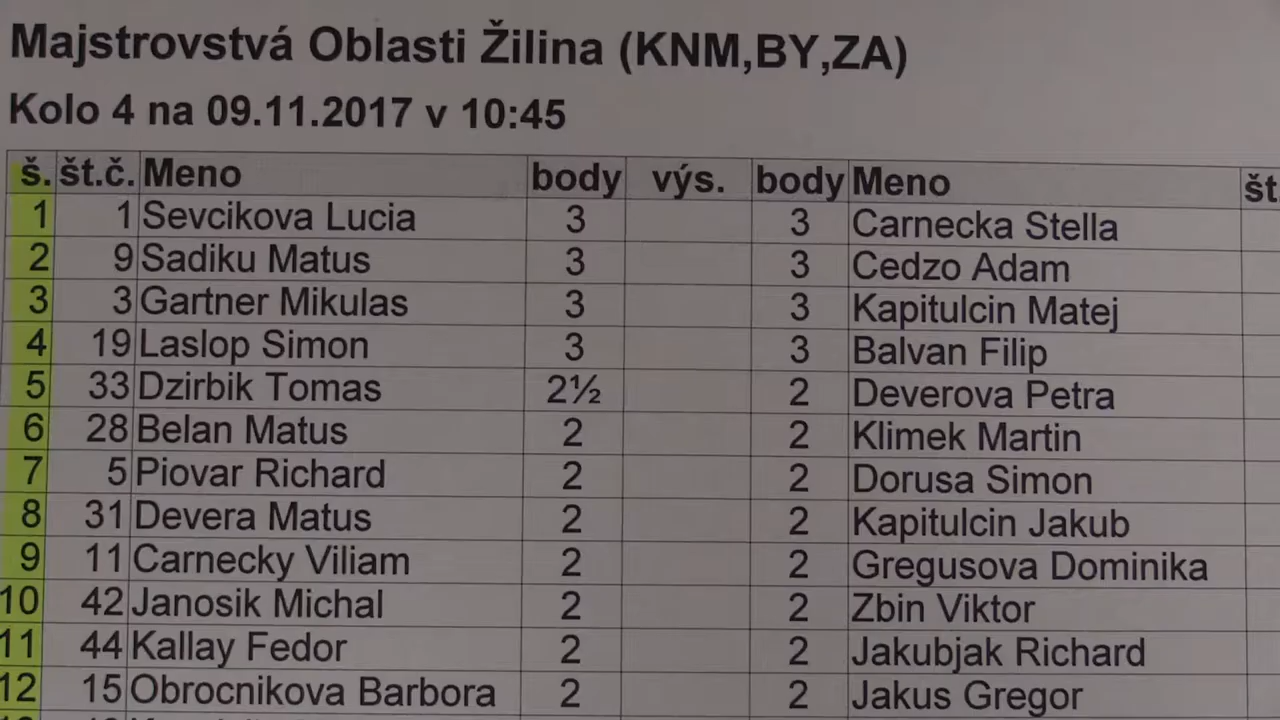 Majstrovstvá Oblasti Žilina (KNM,BY,ZA)
Kolo 4 na 09.11.2017 v 10:45
š. št.č. Meno body výs. body Meno št
1 1 Sevcikova Lucia 3 3 Carnecka Stella
2 9 Sadiku Matus 3 3 Cedzo Adam
3 3 Gartner Mikulas 3 3 Kapitulcin Matej
4 19 Laslop Simon 3 3 Balvan Filip
5 33 Dzirbik Tomas 2½ 2 Deverova Petra
6 28 Belan Matus 2 2 Klimek Martin
7 5 Piovar Richard 2 2 Dorusa Simon
8 31 Devera Matus 2 2 Kapitulcin Jakub
9 11 Carnecky Viliam 2 2 Gregusova Dominika
10 42 Janosik Michal 2 2 Zbin Viktor
11 44 Kallay Fedor 2 2 Jakubjak Richard
12 15 Obrocnikova Barbora 2 2 Jakus Gregor